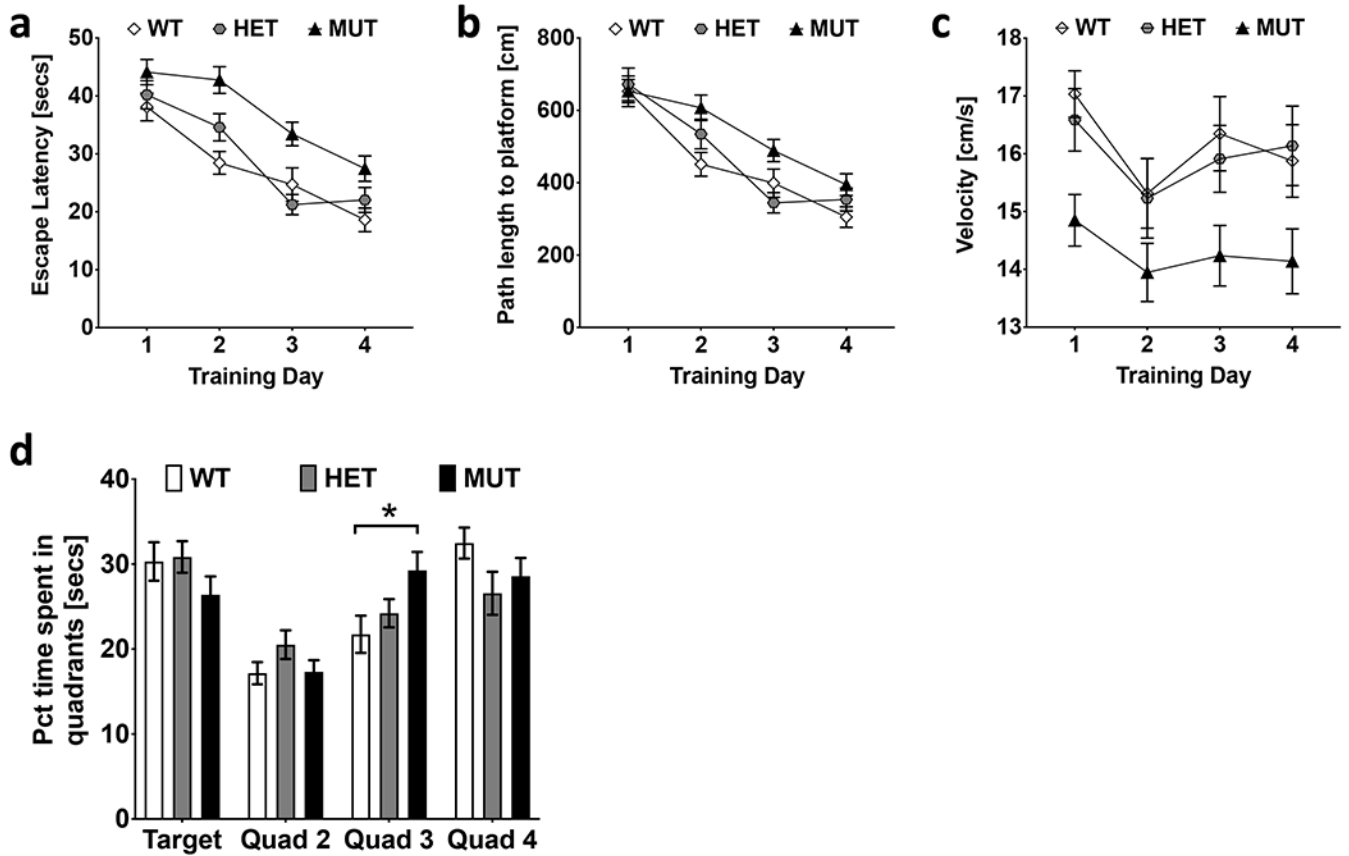 a
WT HET MUT
Escape Latency [secs]
50
40
30
20
10
0
1 2 3 4
Training Day
b
WT HET MUT
Path length to platform [cm]
800
600
400
200
0
1 2 3 4
Training Day
c
WT HET MUT
Velocity [cm/s]
18
17
16
15
14
13
1 2 3 4
Training Day
d
WT HET MUT
Pct time spent in
quadrants [secs]
40
30
20
10
0
*
Target Quad 2 Quad 3 Quad 4